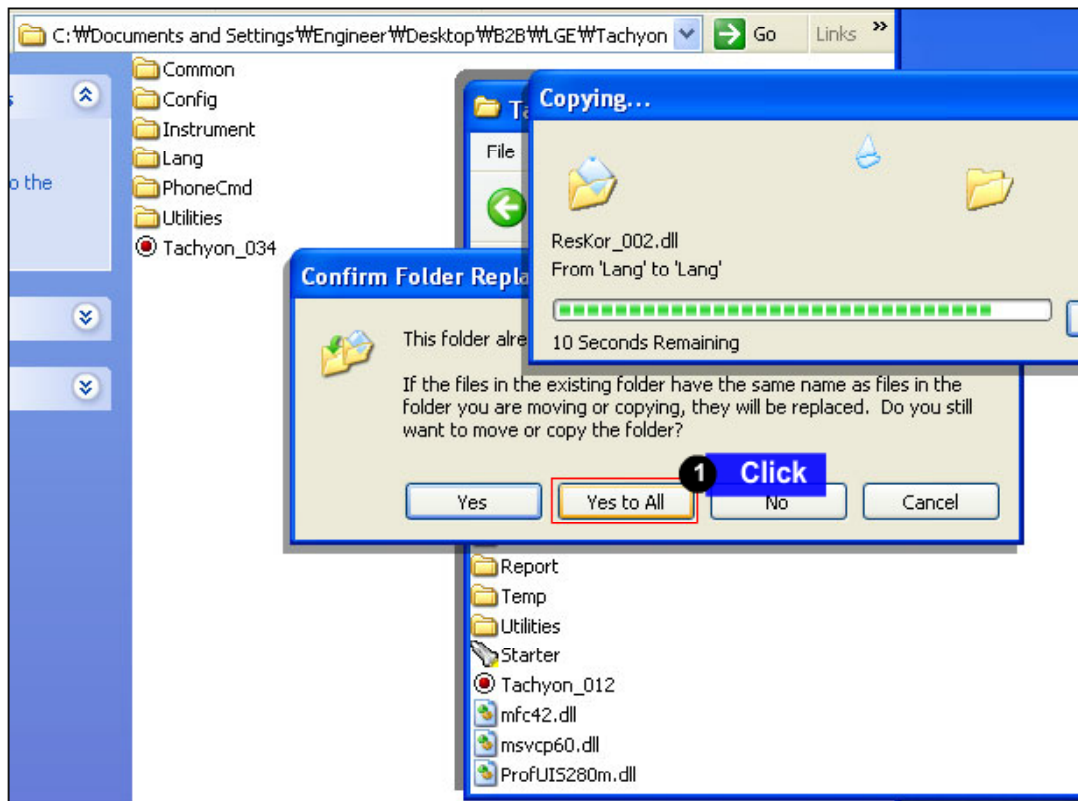 C:₩Documents and Settings₩Engineer₩Desktop₩B2B₩LGE₩Tachyon
Go
Links
»
o the
Common
Config
Instrument
Lang
PhoneCmd
Utilities
Tachyon_034
File
Copying...
ResKor_002.dll
From 'Lang' to 'Lang'
10 Seconds Remaining
Confirm Folder Repla
This folder alre
If the files in the existing folder have the same name as files in the
folder you are moving or copying, they will be replaced. Do you still
want to move or copy the folder?
1 Click
Yes
Yes to All
No
Cancel
Report
Temp
Utilities
Starter
Tachyon_012
mfc42.dll
msvcp60.dll
ProfUIS280m.dll